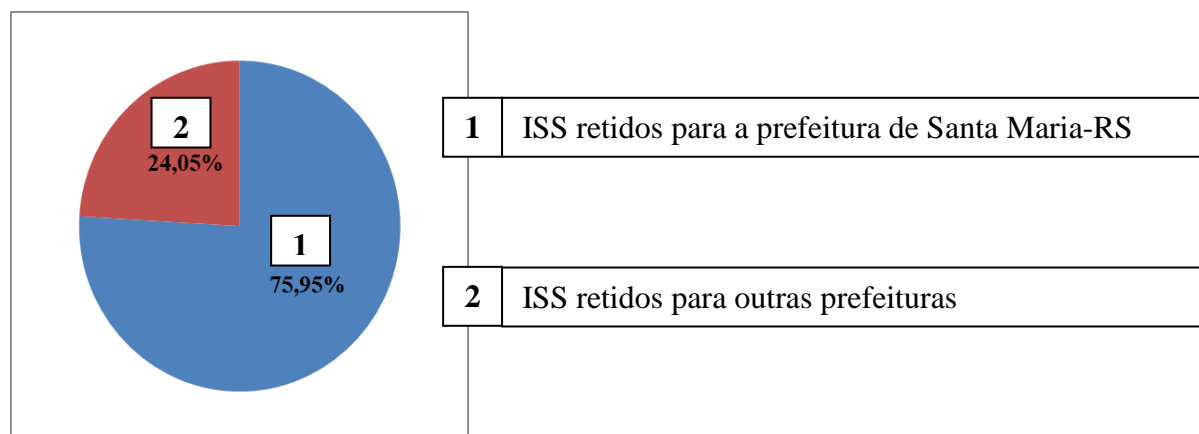 2
24,05%
1
75,95%
1 ISS retidos para a prefeitura de Santa Maria-RS
2 ISS retidos para outras prefeituras